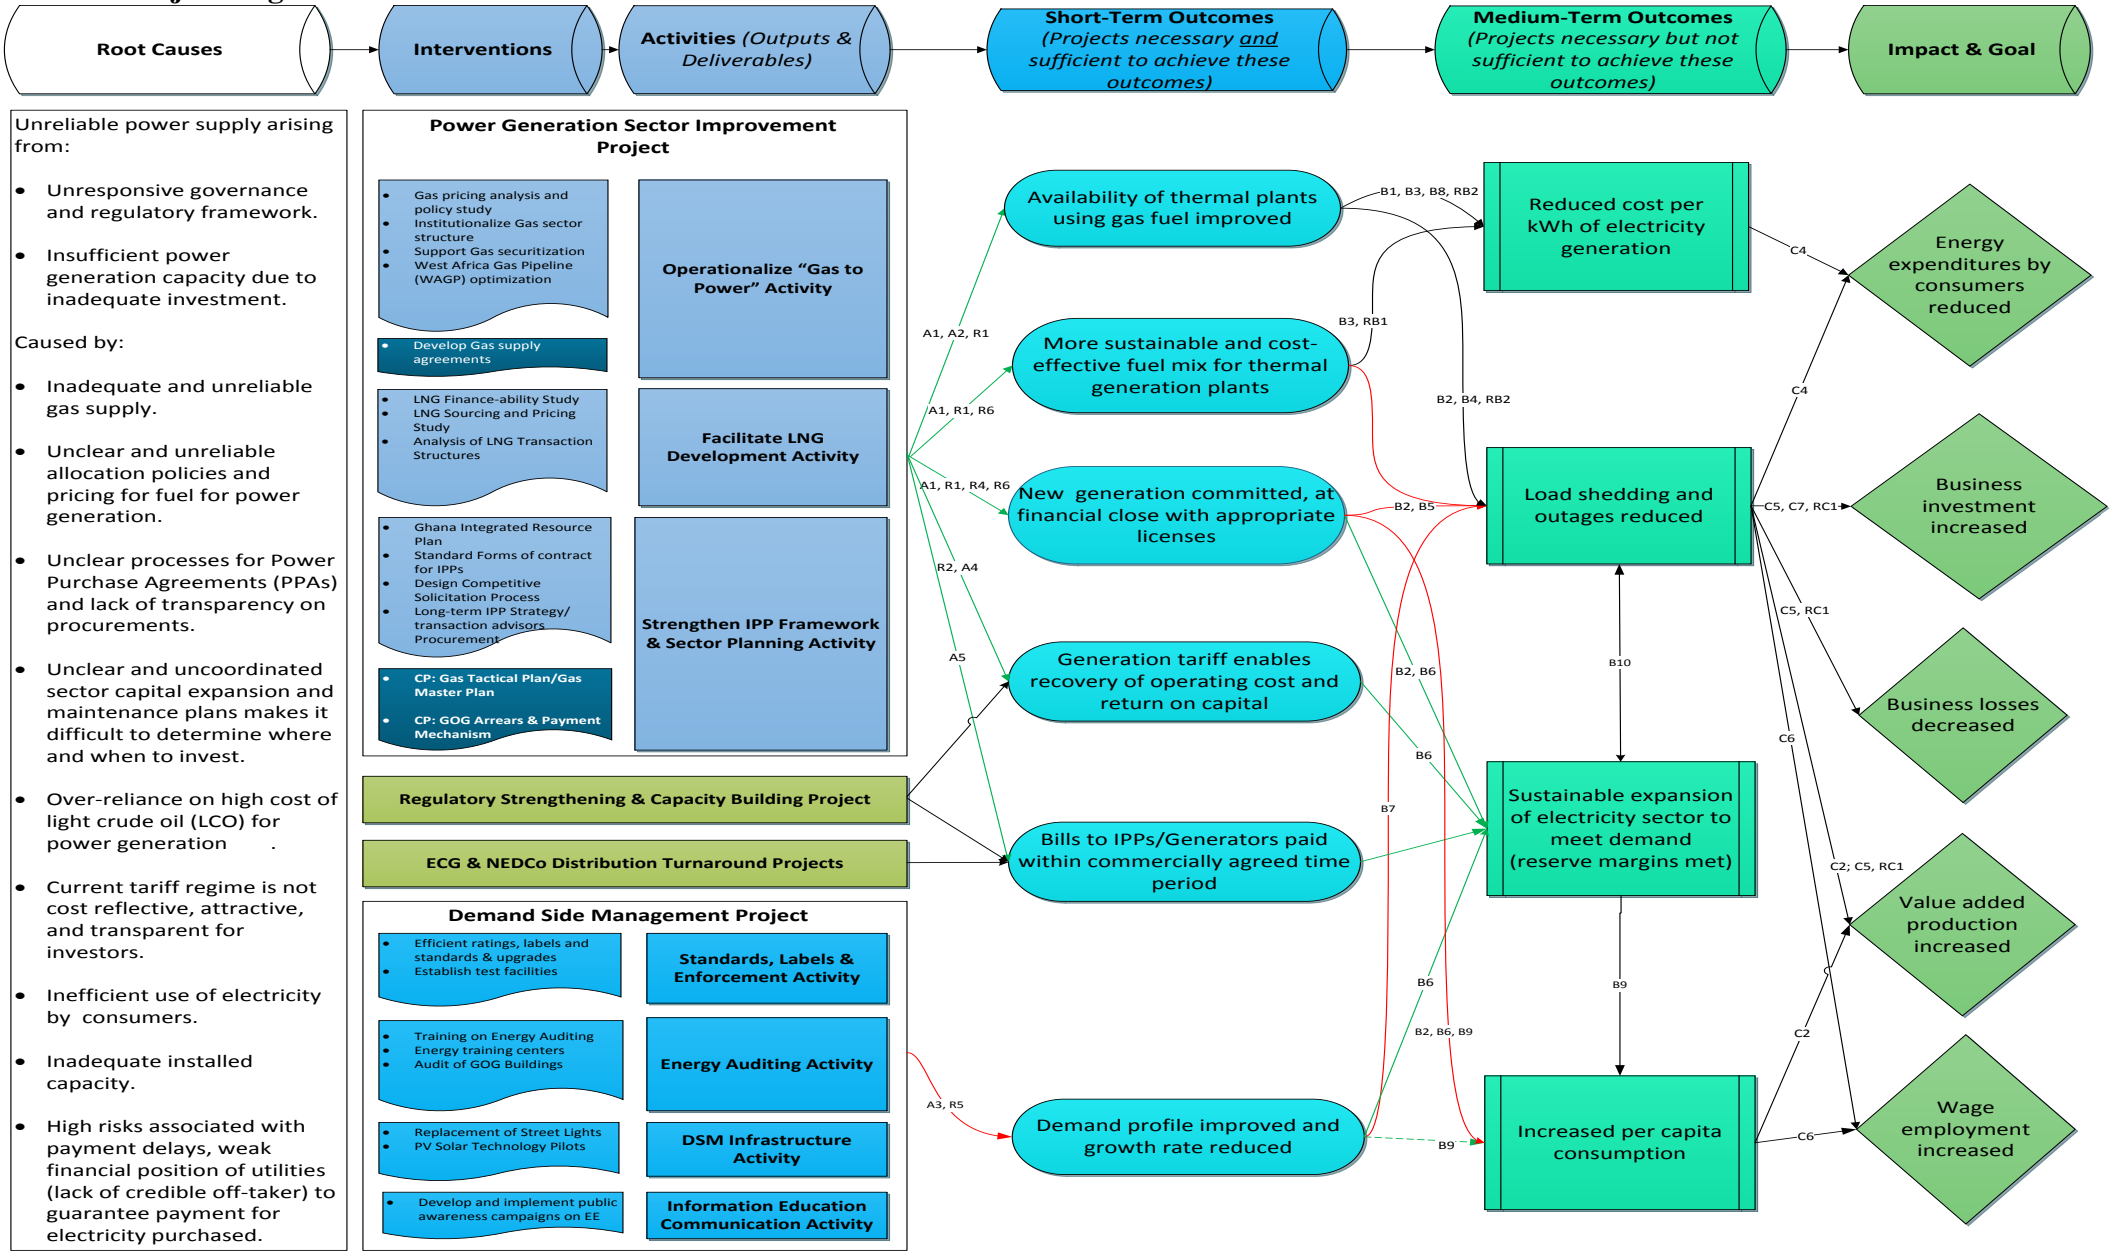 Root Causes
Interventions
Activities (Outputs &
Deliverables)
Short-Term Outcomes
(Projects necessary and
sufficient to achieve these
outcomes)
Medium-Term Outcomes
(Projects necessary but not
sufficient to achieve these
outcomes)
Impact & Goal
Unreliable power supply arising
from:
• Unresponsive governance
and regulatory framework.
• Insufficient power
generation capacity due to
inadequate investment.
Caused by:
• Inadequate and unreliable
gas supply.
• Unclear and unreliable
allocation policies and
pricing for fuel for power
generation.
• Unclear processes for Power
Purchase Agreements (PPAs)
and lack of transparency on
procurements.
• Unclear and uncoordinated
sector capital expansion and
maintenance plans makes it
difficult to determine where
and when to invest.
• Over-reliance on high cost of
light crude oil (LCO) for
power generation .
• Current tariff regime is not
cost reflective, attractive,
and transparent for
investors.
• Inefficient use of electricity
by consumers.
• Inadequate installed
capacity.
• High risks associated with
payment delays, weak
financial position of utilities
(lack of credible off-taker) to
guarantee payment for
electricity purchased.
Power Generation Sector Improvement
Project
• Gas pricing analysis and
policy study
• Institutionalize Gas sector
structure
• Support Gas securitization
• West Africa Gas Pipeline
(WAGP) optimization
• Develop Gas supply
agreements
Operationalize “Gas to
Power” Activity
• LNG Finance-ability Study
• LNG Sourcing and Pricing
Study
• Analysis of LNG Transaction
Structures
Facilitate LNG
Development Activity
• Ghana Integrated Resource
Plan
• Standard Forms of contract
for IPPs
• Design Competitive
Solicitation Process
• Long-term IPP Strategy/
transaction advisors
Procurement
• CP: Gas Tactical Plan/Gas
Master Plan
• CP: GOG Arrears & Payment
Mechanism
Strengthen IPP Framework
& Sector Planning Activity
Regulatory Strengthening & Capacity Building Project
ECG & NEDCo Distribution Turnaround Projects
Demand Side Management Project
• Efficient ratings, labels and
standards & upgrades
• Establish test facilities
Standards, Labels &
Enforcement Activity
• Training on Energy Auditing
• Energy training centers
• Audit of GOG Buildings
Energy Auditing Activity
• Replacement of Street Lights
• PV Solar Technology Pilots
DSM Infrastructure
Activity
• Develop and implement public
awareness campaigns on EE
Information Education
Communication Activity
A1, A2, R1
A1, R1, R6
A1, R1, R4, R6
R2, A4
A5
A3, R5
Availability of thermal plants
using gas fuel improved
More sustainable and cost-
effective fuel mix for thermal
generation plants
New generation committed, at
financial close with appropriate
licenses
Generation tariff enables
recovery of operating cost and
return on capital
Bills to IPPs/Generators paid
within commercially agreed time
period
Demand profile improved and
growth rate reduced
B1, B3, B8, RB2
B3, RB1
B2, B4, RB2
B2, B5
B2, B6
B6
B7
B6
B2, B6, B9
B9
Reduced cost per
kWh of electricity
generation
Load shedding and
outages reduced
B10
Sustainable expansion
of electricity sector to
meet demand
(reserve margins met)
B9
Increased per capita
consumption
C4
C4
C5, C7, RC1
C5, RC1
C6
C2; C5, RC1
C2
C6
Energy
expenditures by
consumers
reduced
Business
investment
increased
Business losses
decreased
Value added
production
increased
Wage
employment
increased